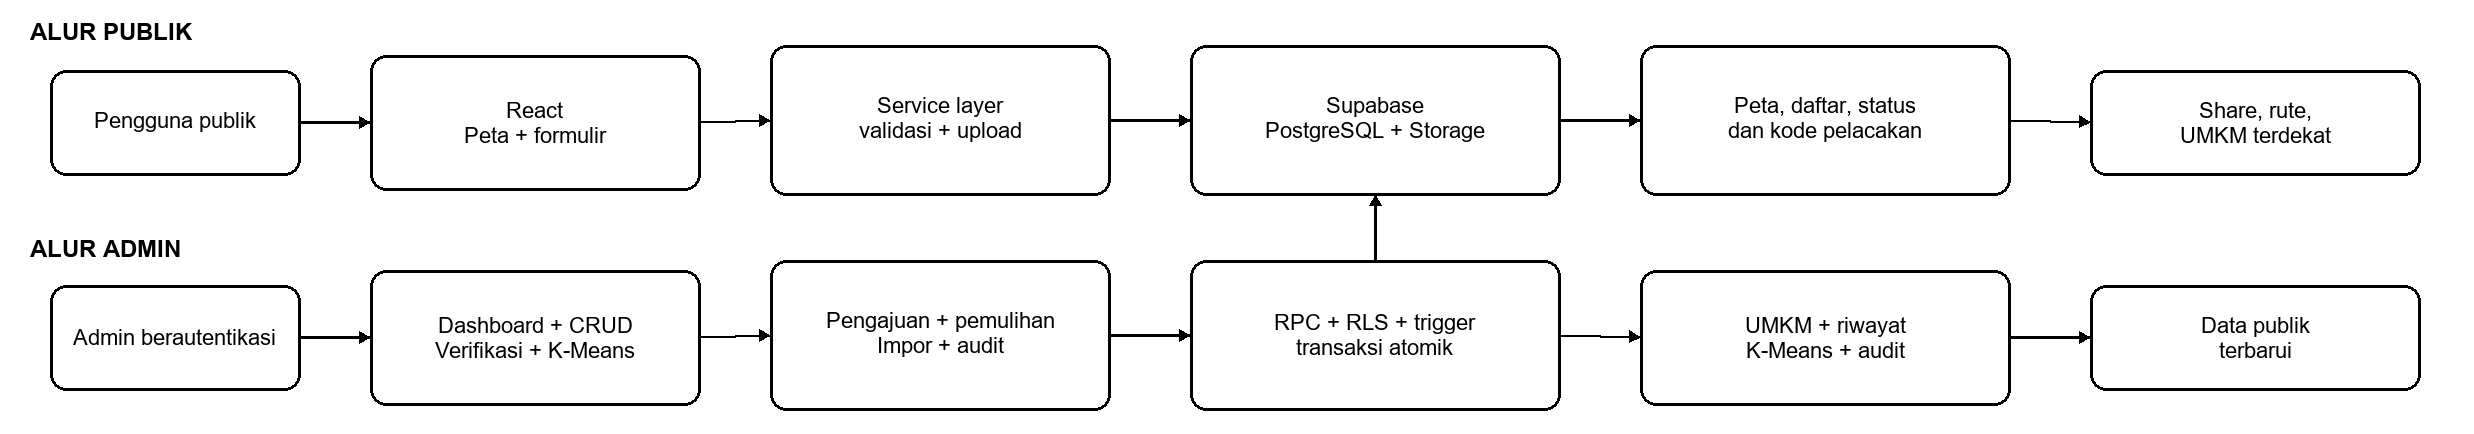 ALUR PUBLIK
Pengguna publik
React
Peta + formulir
Service layer
validasi + upload
Supabase
PostgreSQL + Storage
Peta, daftar, status
dan kode pelacakan
Share, rute,
UMKM terdekat
ALUR ADMIN
Admin berautentikasi
Dashboard + CRUD
Verifikasi + K-Means
Pengajuan + pemulihan
Impor + audit
RPC + RLS + trigger
transaksi atomik
UMKM + riwayat
K-Means + audit
Data publik
terbarui